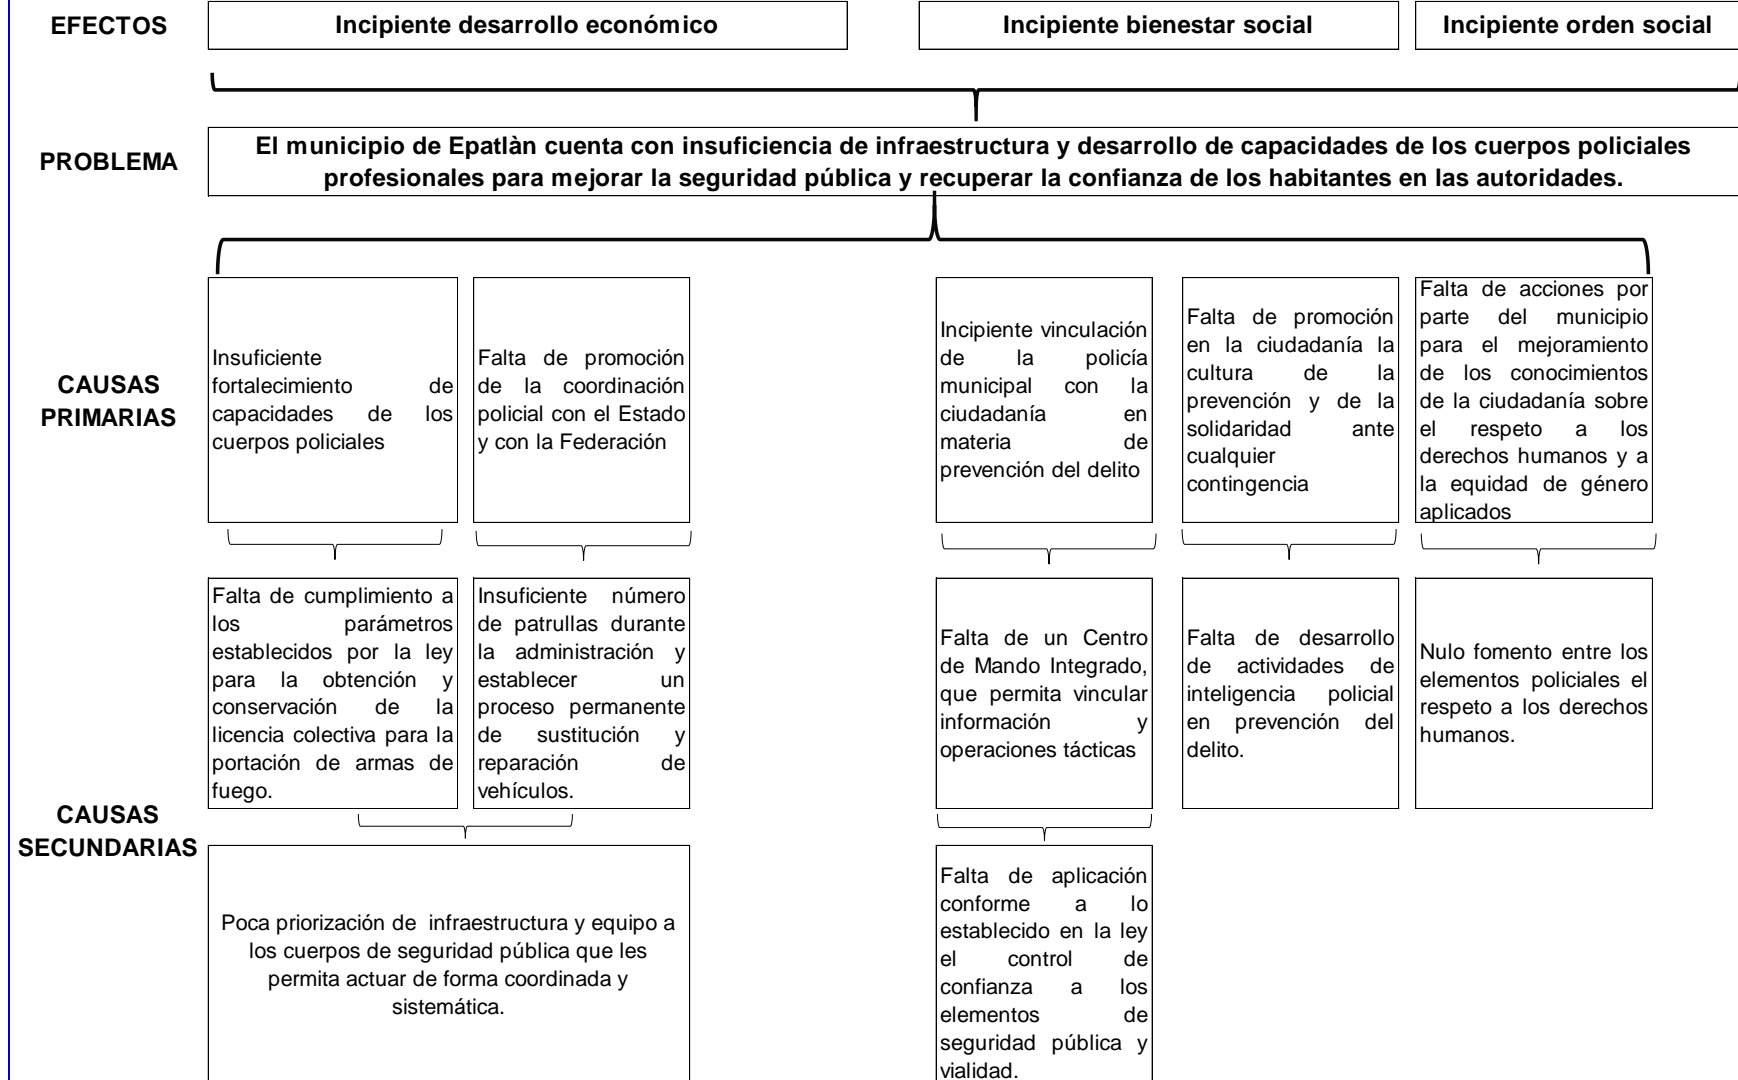 EFECTOS
Incipiente desarrollo económico
Incipiente bienestar social
Incipiente orden social
PROBLEMA
El municipio de Epatlàn cuenta con insuficiencia de infraestructura y desarrollo de capacidades de los cuerpos policiales
profesionales para mejorar la seguridad pública y recuperar la confianza de los habitantes en las autoridades.
CAUSAS
PRIMARIAS
Insuficiente
fortalecimiento de
capacidades de los
cuerpos policiales
Falta de promoción
de la coordinación
policial con el Estado
y con la Federación
Incipiente vinculación
de la policía
municipal con la
ciudadanía en
materia de
prevención del delito
Falta de promoción
en la ciudadanía la
cultura de la
prevención y de la
solidaridad ante
cualquier
contingencia
Falta de acciones por
parte del municipio
para el mejoramiento
de los conocimientos
de la ciudadanía sobre
el respeto a los
derechos humanos y a
la equidad de género
aplicados
CAUSAS
SECUNDARIAS
Falta de cumplimiento a
los parámetros
establecidos por la ley
para la obtención y
conservación de la
licencia colectiva para la
portación de armas de
fuego.
Insuficiente número
de patrullas durante
la administración y
establecer un
proceso permanente
de sustitución y
reparación de
vehículos.
Falta de un Centro
de Mando Integrado,
que permita vincular
información y
operaciones tácticas
Falta de desarrollo
de actividades de
inteligencia policial
en prevención del
delito.
Nulo fomento entre los
elementos policiales el
respeto a los derechos
humanos.
Poca priorización de infraestructura y equipo a
los cuerpos de seguridad pública que les
permita actuar de forma coordinada y
sistemática.
Falta de aplicación
conforme a lo
establecido en la ley
el control de
confianza a los
elementos de
seguridad pública y
vialidad.